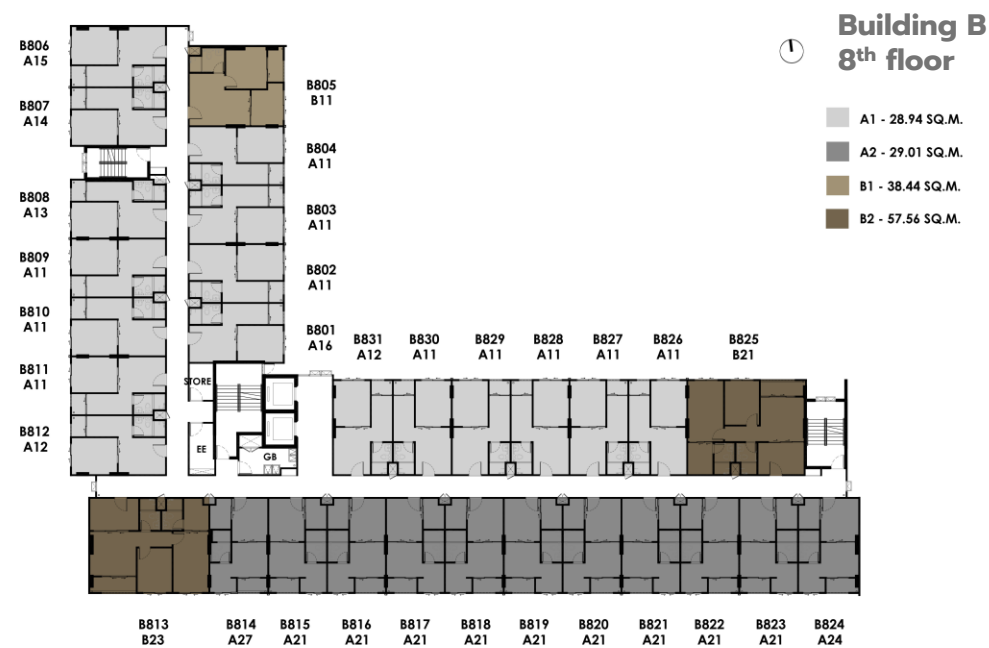 Building B
8th floor
A1 - 28.94 SQ.M.
A2 - 29.01 SQ.M.
B1 - 38.44 SQ.M.
B2 - 57.56 SQ.M.
B806
A15
B807
A14
B808
A13
B809
A11
B810
A11
B811
A11
B812
A12
B805
B11
B804
A11
B803
A11
B802
A11
B801
A16
STORE
EE
GB
B831 B830 B829 B828 B827 B826 B825
A12 A11 A11 A11 A11 A11 B21
B813 B814 B815 B816 B817 B818 B819 B820 B821 B822 B823 B824
B23 A27 A21 A21 A21 A21 A21 A21 A21 A21 A21 A24